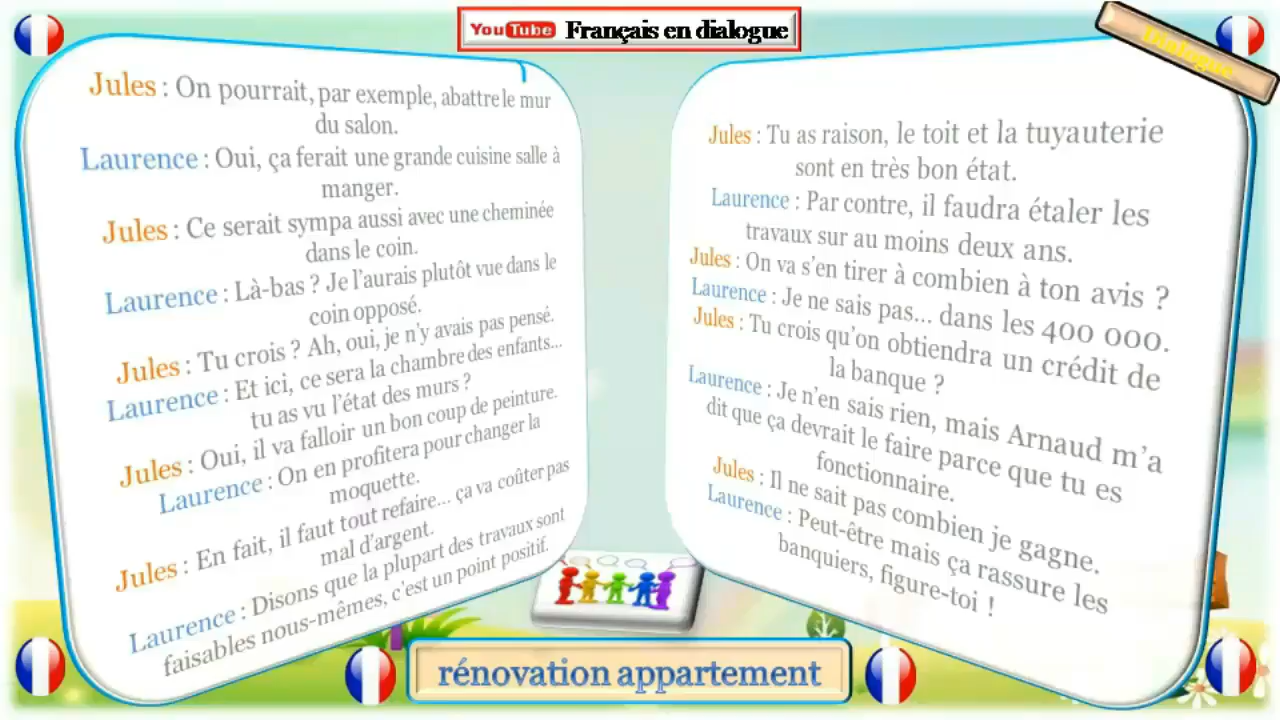 YouTube Français en dialogue
Dialogue
Jules : On pourrait, par exemple, abattre le mur
du salon.
Laurence : Oui, ça ferait une grande cuisine salle à
manger.
Jules : Ce serait sympa aussi avec une cheminée
dans le coin.
Laurence : Là-bas ? Je l’aurais plutôt vue dans le
coin opposé.
Jules : Tu crois ? Ah, oui, je n’y avais pas pensé.
Laurence : Et ici, ce sera la chambre des enfants...
tu as vu l’état des murs ?
Jules : Oui, il va falloir un bon coup de peinture.
Laurence : On en profitera pour changer la
moquette.
Jules : En fait, il faut tout refaire... ça va coûter pas
mal d’argent.
Laurence : Disons que la plupart des travaux sont
faisables nous-mêmes, c’est un point positif.
Jules : Tu as raison, le toit et la tuyauterie
sont en très bon état.
Laurence : Par contre, il faudra étaler les
travaux sur au moins deux ans.
Jules : On va s’en tirer à combien à ton avis ?
Laurence : Je ne sais pas... dans les 400 000.
Jules : Tu crois qu’on obtiendra un crédit de
la banque ?
Laurence : Je n’en sais rien, mais Arnaud m’a
dit que ça devrait le faire parce que tu es
fonctionnaire.
Jules : Il ne sait pas combien je gagne.
Laurence : Peut-être mais ça rassure les
banquiers, figure-toi !
rénovation appartement